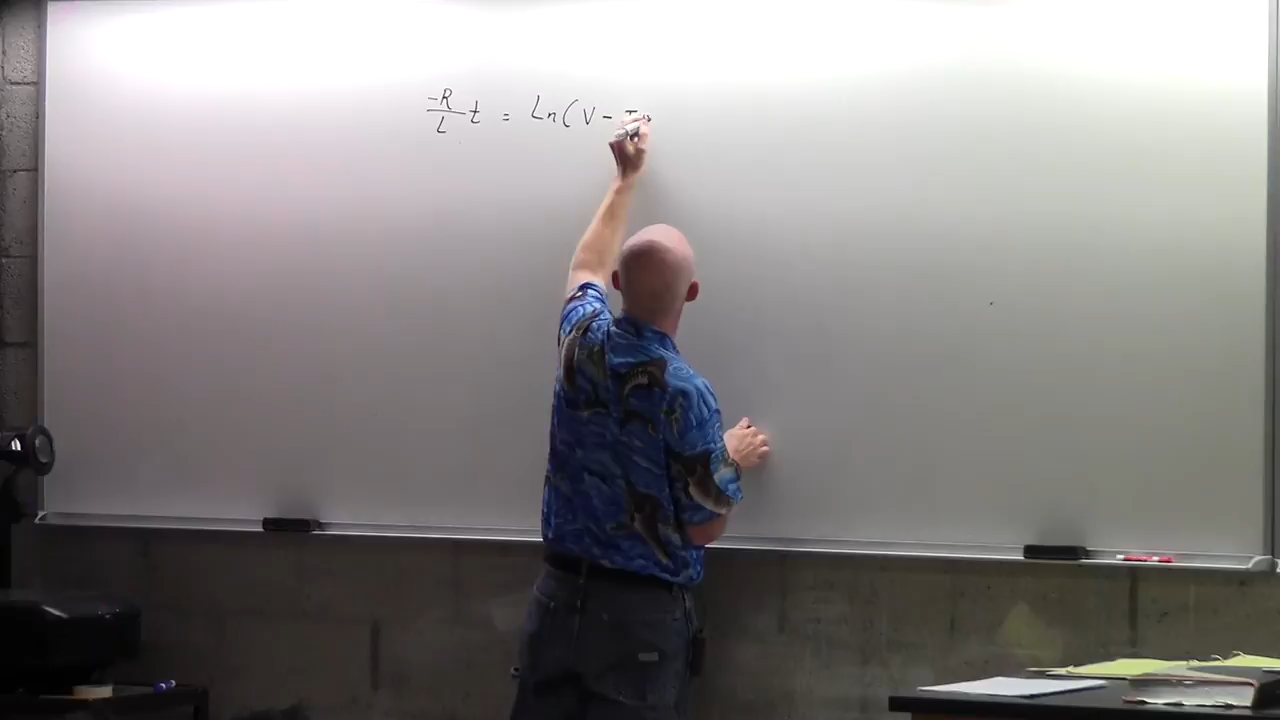 -R/L t = Ln(V -